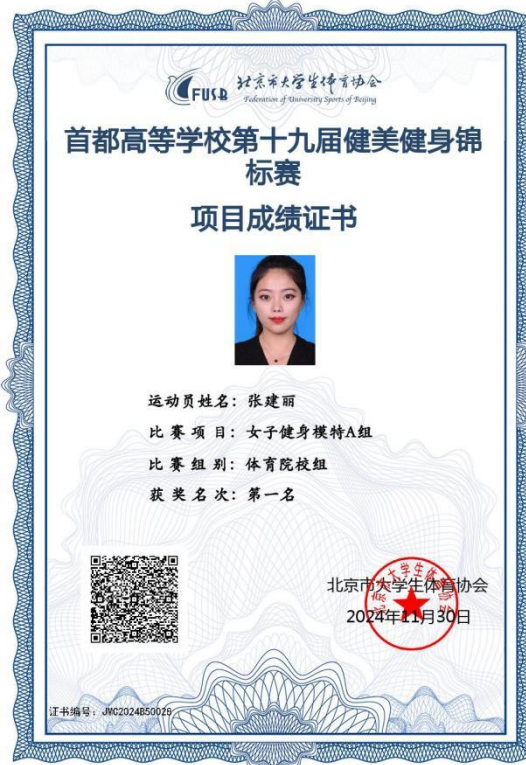 FUSB 北京市大学生体育协会
Federation of University Sports of Beijing
首都高等学校第十九届健美健身锦
标赛
项目成绩证书
运动员姓名：张建丽
比赛项目：女子健身模特A组
比赛组别：体育院校组
获奖名次：第一名
北京市大学生体育协会
2024年11月30日
证书编号：JMC2024B50026